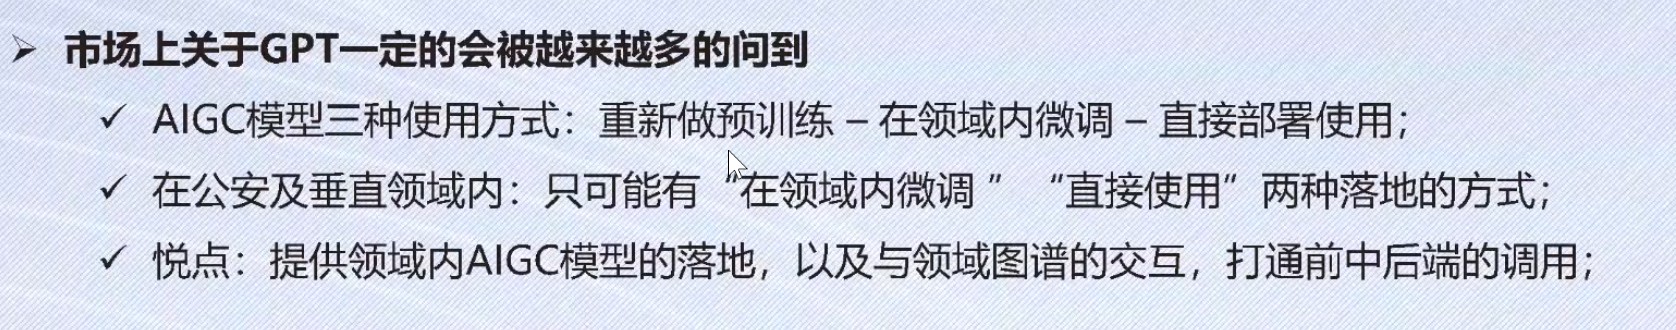 ➢ 市场上关于GPT一定的会被越来越多的问到
✓ AIGC模型三种使用方式：重新做预训练 – 在领域内微调 – 直接部署使用；
✓ 在公安及垂直领域内：只可能有 “在领域内微调 ” “直接使用” 两种落地的方式；
✓ 悦点：提供领域内AIGC模型的落地，以及与领域图谱的交互，打通前中后端的调用；